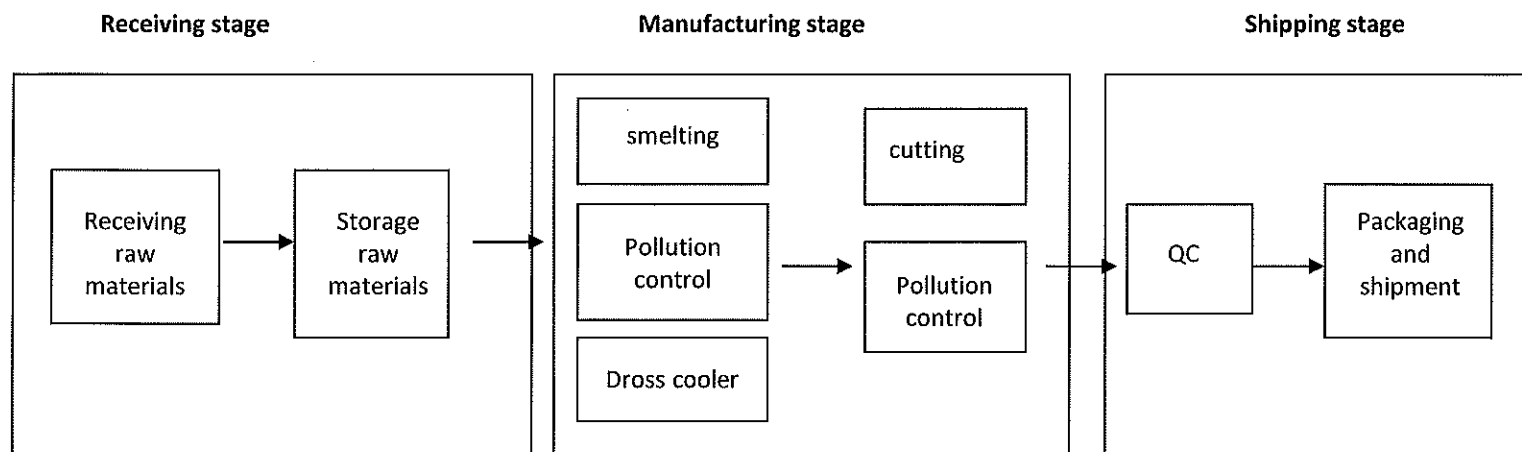 Receiving stage
Manufacturing stage
Shipping stage
Receiving
raw
materials
Storage
raw
materials
smelting
Pollution
control
Dross cooler
cutting
Pollution
control
QC
Packaging
and
shipment